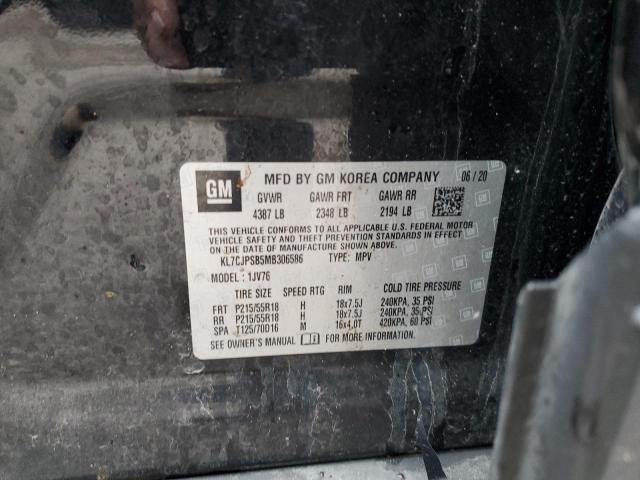 GM
MFD BY GM KOREA COMPANY 06/20
GVWR GAWR FRT GAWR RR
4387 LB 2348 LB 2194 LB
THIS VEHICLE CONFORMS TO ALL APPLICABLE U.S. FEDERAL MOTOR
VEHICLE SAFETY AND THEFT PREVENTION STANDARDS IN EFFECT ON
THE DATE OF MANUFACTURE SHOWN ABOVE.
KL7CJPSB5MB306586 TYPE: MPV
MODEL: 1JV76
TIRE SIZE SPEED RTG RIM COLD TIRE PRESSURE
FRT P215/55R18 H 18x7.5J 240KPA, 35 PSI
RR P215/55R18 H 18x7.5J 240KPA, 35 PSI
SPA T125/70D16 M 16x4.0T 420KPA, 60 PSI
SEE OWNER'S MANUAL FOR MORE INFORMATION.